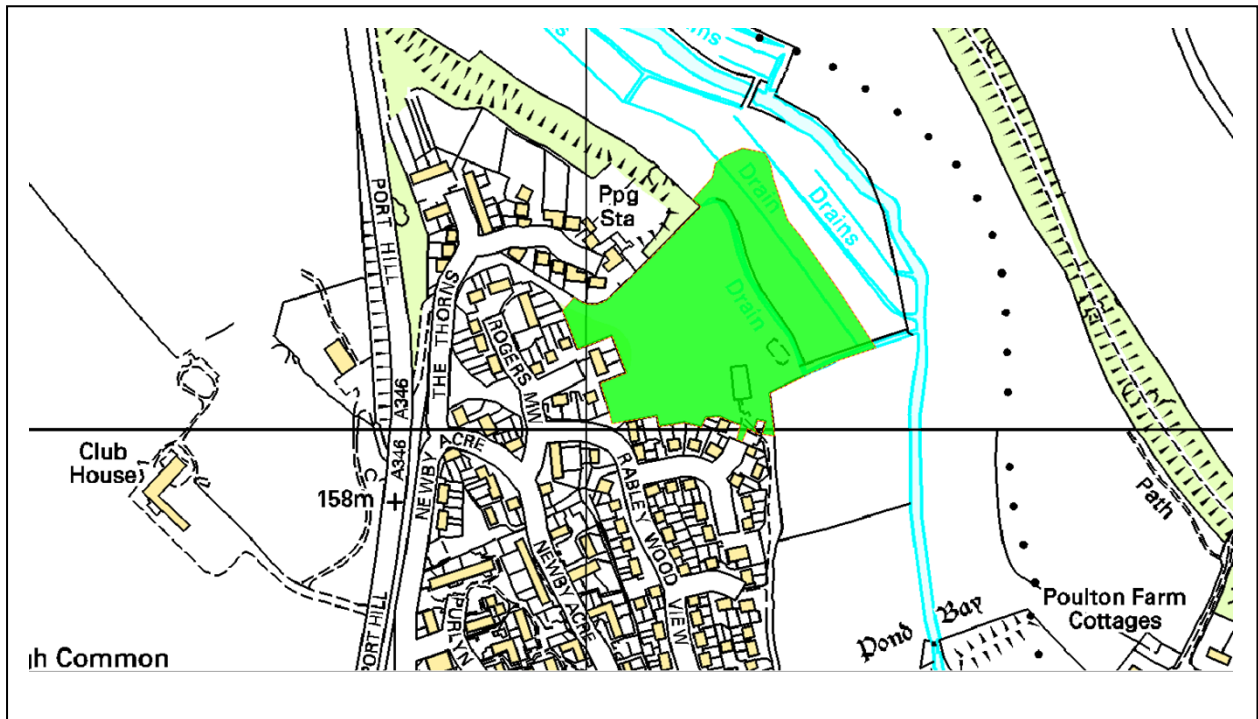 Drains
Ppg
Sta
Drain
Drains
PORT HILL
THE THORNS
ROGERS MW
Drain
A346
A346
Club
House
158m
NEWBY ACRE
NEWBY ACRE
RABLEY WOOD VIEW
PURLYN
PORT HILL
Path
Pond Bay
Poulton Farm
Cottages
h Common